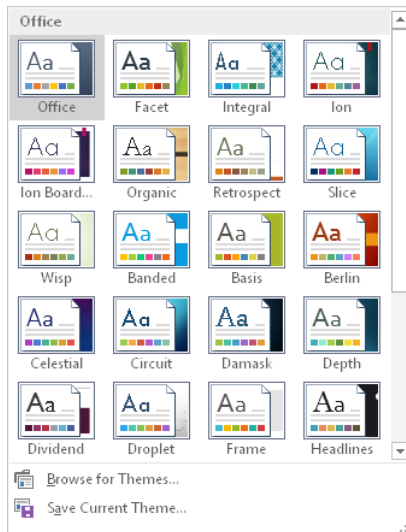 Office
Aa Aa Aa Aa
Office Facet Integral Ion
Aa Aa Aa Aa
Ion Board... Organic Retrospect Slice
Aa Aa Aa Aa
Wisp Banded Basis Berlin
Aa Aa Aa Aa
Celestial Circuit Damask Depth
Aa Aa Aa Aa
Dividend Droplet Frame Headlines
Browse for Themes...
Save Current Theme...